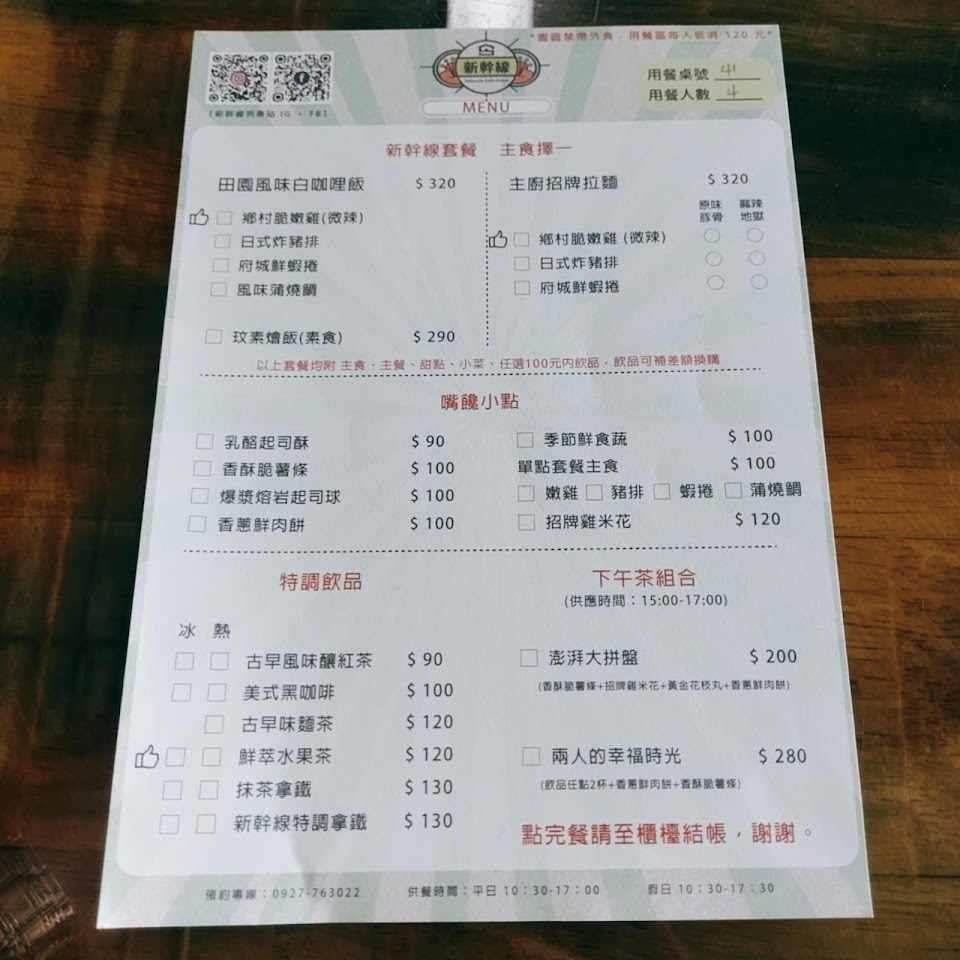 *園區禁帶外食，用餐區每人低消 120 元*
新幹線
MENU
用餐桌號
用餐人數 4
【新幹線列車站 IG 、 FB】
新幹線套餐 主食擇一
田園風味白咖哩飯 $ 320
鄉村脆嫩雞(微辣)
日式炸豬排
府城鮮蝦捲
風味蒲燒鯛
玟素燴飯(素食) $ 290
主廚招牌拉麵 $ 320
原味豚骨 麻辣地獄
鄉村脆嫩雞 (微辣)
日式炸豬排
府城鮮蝦捲
以上套餐均附 主食、主餐、甜點、小菜、任選100元內飲品，飲品可補差額換購
嘴饞小點
乳酪起司酥 $ 90
香酥脆薯條 $ 100
爆漿熔岩起司球 $ 100
香蔥鮮肉餅 $ 100
季節鮮食蔬 $ 100
單點套餐主食 $ 100
嫩雞 豬排 蝦捲 蒲燒鯛
招牌雞米花 $ 120
特調飲品
冰 熱
古早風味釀紅茶 $ 90
美式黑咖啡 $ 100
古早味麵茶 $ 120
鮮萃水果茶 $ 120
抹茶拿鐵 $ 130
新幹線特調拿鐵 $ 130
下午茶組合
(供應時間：15:00-17:00)
澎湃大拼盤 $ 200
(香酥脆薯條+招牌雞米花+黃金花枝丸+香蔥鮮肉餅)
兩人的幸福時光 $ 280
(飲品任點2杯+香蔥鮮肉餅+香酥脆薯條)
點完餐請至櫃檯結帳，謝謝。
預約專線：0927-763022 供餐時間：平日 10：30-17：00 假日 10：30-17：30